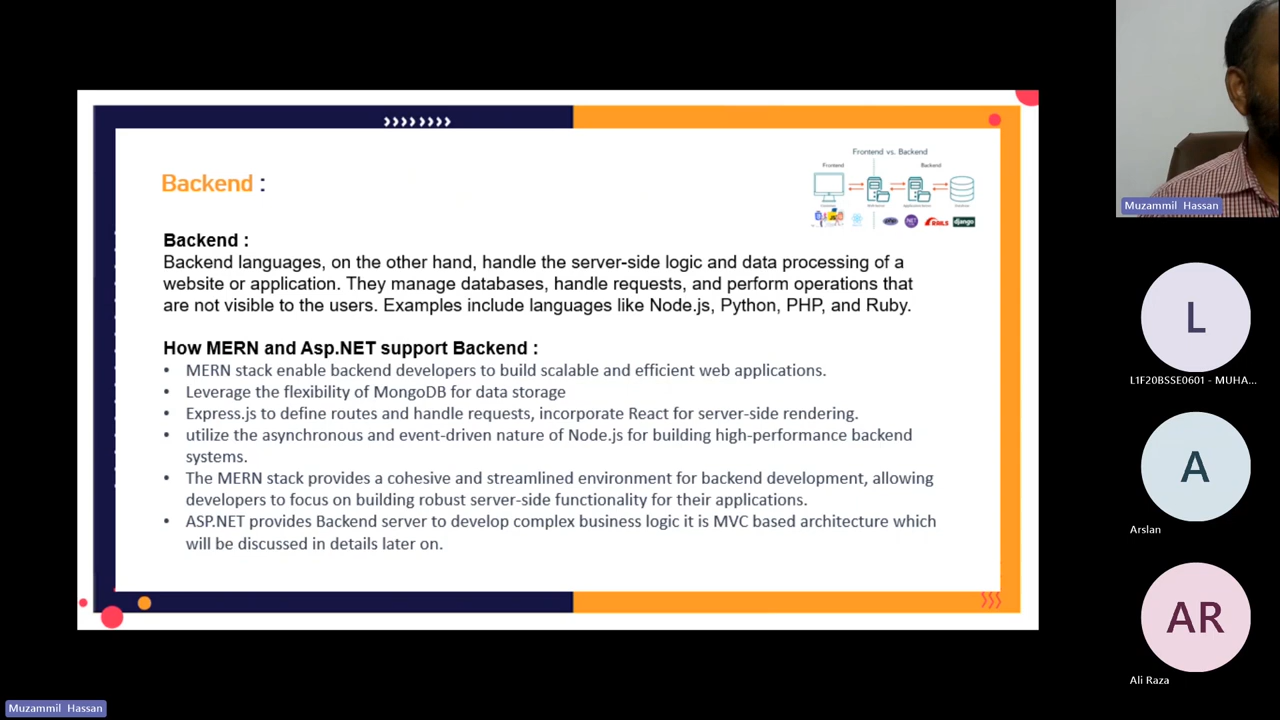 Backend :
Frontend vs. Backend
Frontend
Backend
php
NET
RAILS
django
Backend :
Backend languages, on the other hand, handle the server-side logic and data processing of a
website or application. They manage databases, handle requests, and perform operations that
are not visible to the users. Examples include languages like Node.js, Python, PHP, and Ruby.
How MERN and Asp.NET support Backend :
• MERN stack enable backend developers to build scalable and efficient web applications.
• Leverage the flexibility of MongoDB for data storage
• Express.js to define routes and handle requests, incorporate React for server-side rendering.
• utilize the asynchronous and event-driven nature of Node.js for building high-performance backend
systems.
• The MERN stack provides a cohesive and streamlined environment for backend development, allowing
developers to focus on building robust server-side functionality for their applications.
• ASP.NET provides Backend server to develop complex business logic it is MVC based architecture which
will be discussed in details later on.
Muzammil Hassan
L
L1F20BSSE0601 - MUHA...
A
Arslan
AR
Ali Raza
Muzammil Hassan